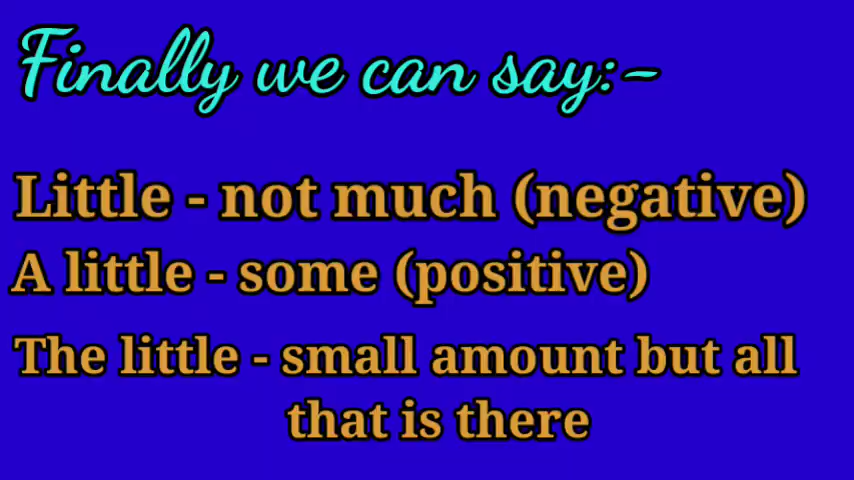 Finally we can say:-
Little - not much (negative)
A little - some (positive)
The little - small amount but all
that is there